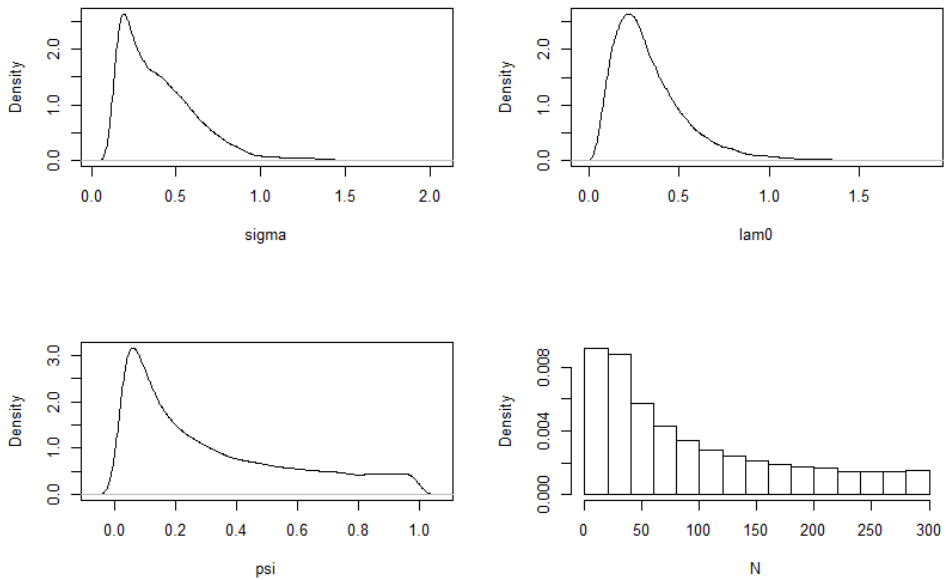 Density
0.0 1.0 2.0
0.0 0.5 1.0 1.5 2.0
sigma
Density
0.0 1.0 2.0
0.0 0.5 1.0 1.5
lam0
Density
0.0 1.0 2.0 3.0
0.0 0.2 0.4 0.6 0.8 1.0
psi
Density
0.000 0.004 0.008
0 50 100 150 200 250 300
N